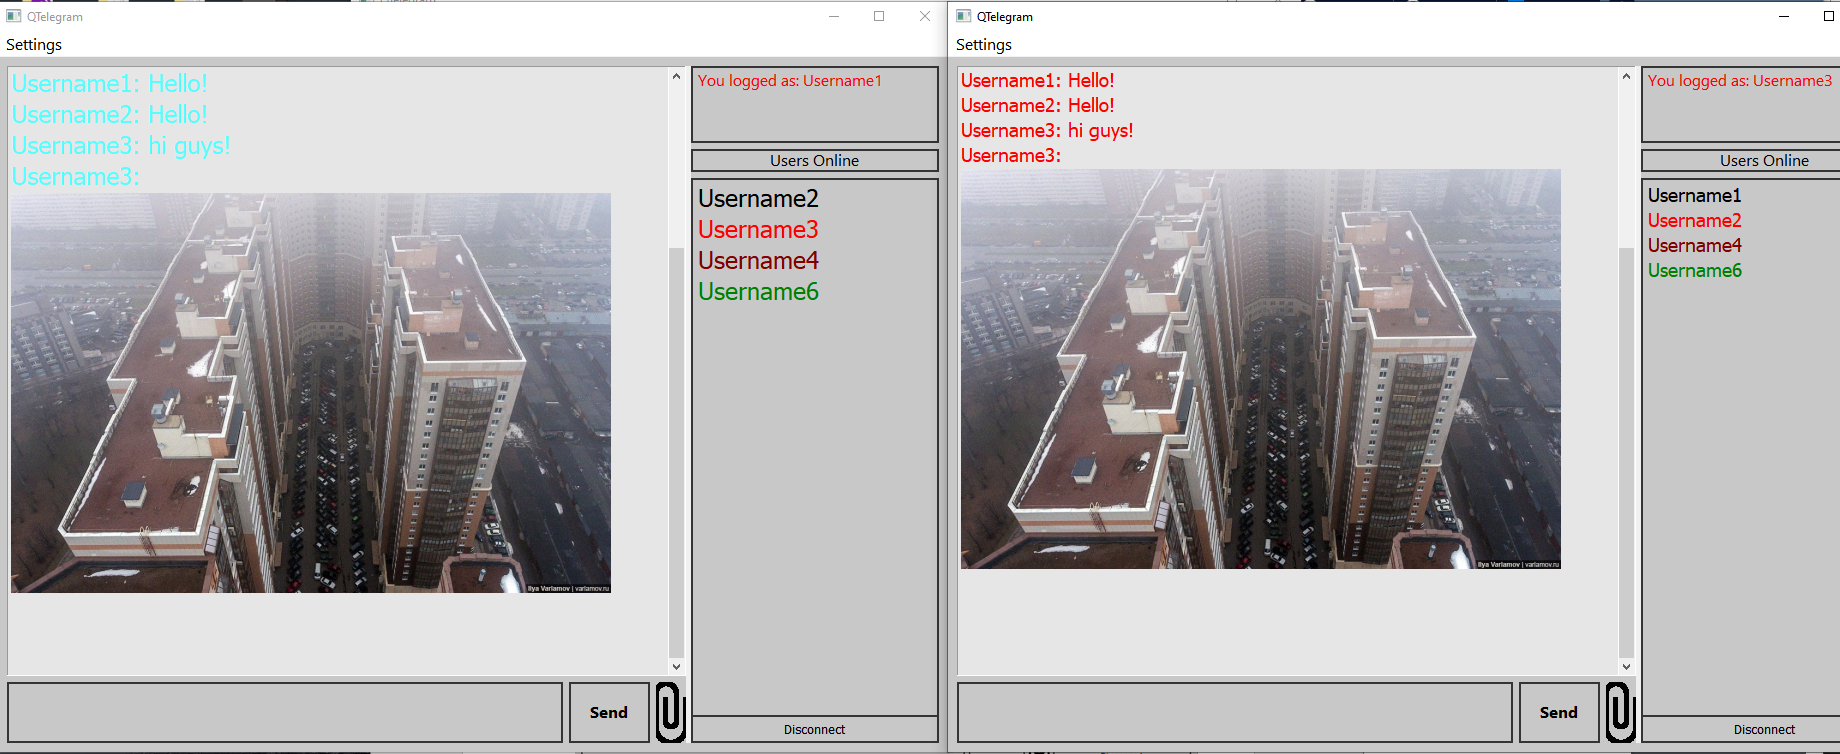 QTelegram
Settings
Username1: Hello!
Username2: Hello!
Username3: hi guys!
Username3:
Ilya Varlamov | varlamov.ru
Send
You logged as: Username1
Users Online
Username2
Username3
Username4
Username6
Disconnect
QTelegram
Settings
Username1: Hello!
Username2: Hello!
Username3: hi guys!
Username3:
Ilya Varlamov | varlamov.ru
Send
You logged as: Username3
Users Online
Username1
Username2
Username4
Username6
Disconnect